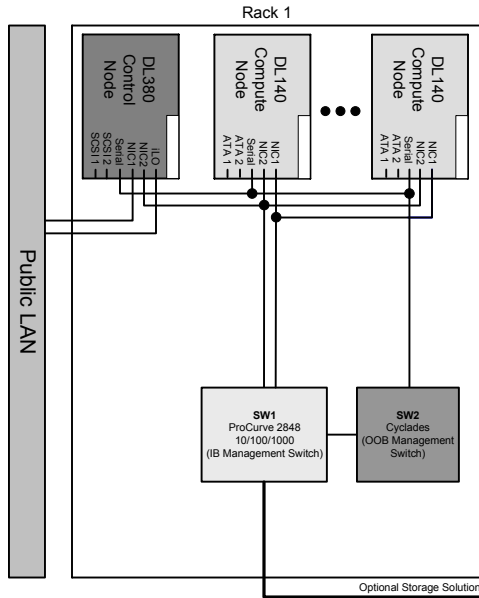 Rack 1
DL380
Control
Node
SCSI 1
SCSI 2
Serial
NIC1
NIC2
iLO
DL140
Compute
Node
ATA 1
ATA 2
Serial
NIC2
NIC1
DL140
Compute
Node
ATA 1
ATA 2
Serial
NIC2
NIC1
Public LAN
SW1
ProCurve 2848
10/100/1000
(IB Management Switch)
SW2
Cyclades
(OOB Management
Switch)
Optional Storage Solution